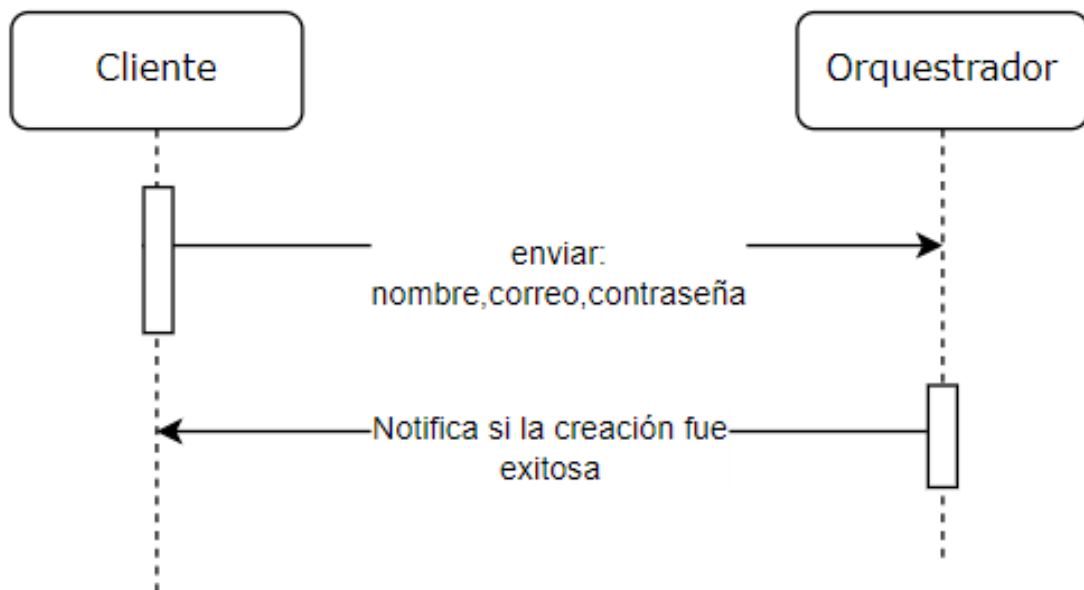 Cliente
Orquestrador
enviar:
nombre,correo,contraseña
Notifica si la creación fue
exitosa